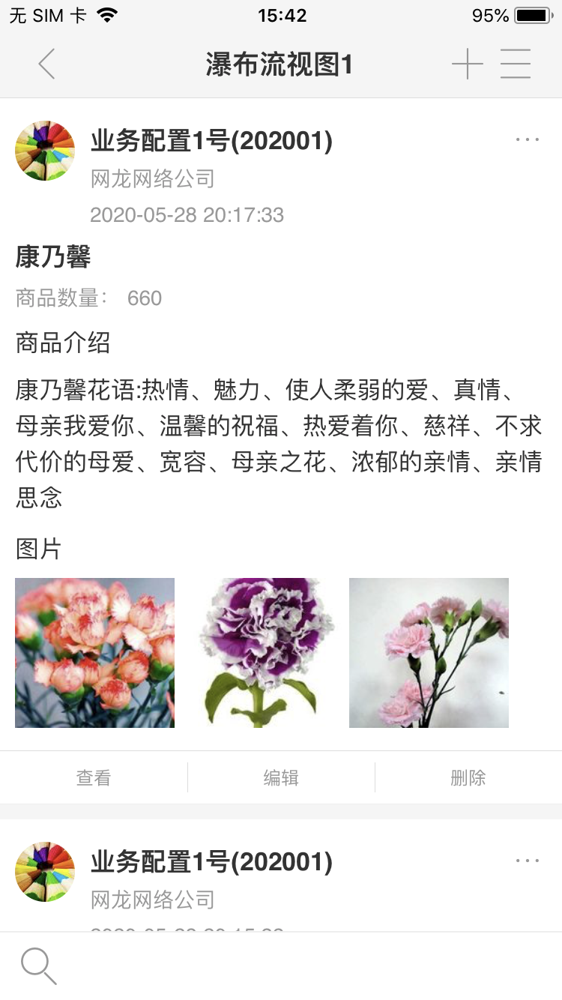 无 SIM 卡
15:42
95%
瀑布流视图1
业务配置1号(202001)
网龙网络公司
2020-05-28 20:17:33
康乃馨
商品数量： 660
商品介绍
康乃馨花语:热情、魅力、使人柔弱的爱、真情、
母亲我爱你、温馨的祝福、热爱着你、慈祥、不求
代价的母爱、宽容、母亲之花、浓郁的亲情、亲情
思念
图片
查看
编辑
删除
业务配置1号(202001)
网龙网络公司